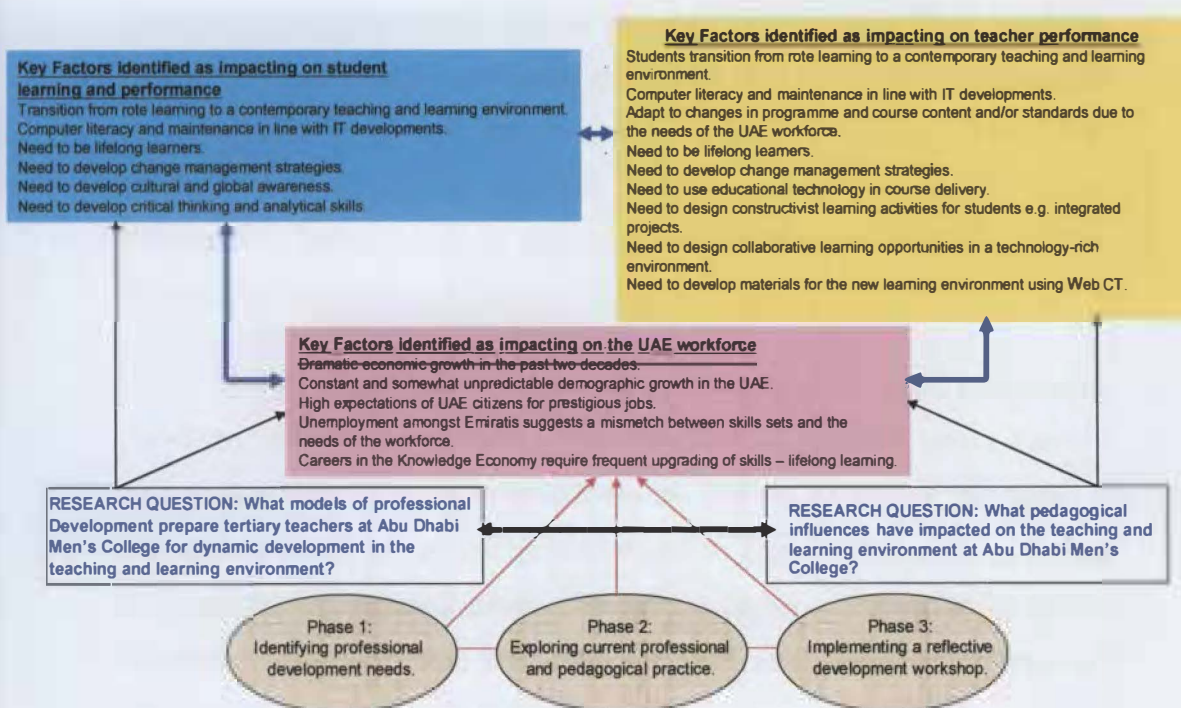 Key Factors identified as impacting on student
learning and performance
Transition from rote learning to a contemporary teaching and learning environment.
Computer literacy and maintenance in line with IT developments.
Need to be lifelong learners.
Need to develop change management strategies.
Need to develop cultural and global awareness.
Need to develop critical thinking and analytical skills.
Key Factors identified as impacting on teacher performance
Students transition from rote learning to a contemporary teaching and learning
environment.
Computer literacy and maintenance in line with IT developments.
Adapt to changes in programme and course content and/or standards due to
the needs of the UAE workforce.
Need to be lifelong learners.
Need to develop change management strategies.
Need to use educational technology in course delivery.
Need to design constructivist learning activities for students e.g. integrated
projects.
Need to design collaborative learning opportunities in a technology-rich
environment.
Need to develop materials for the new learning environment using Web CT.
Key Factors identified as impacting on the UAE workforce
Dramatic economic growth in the past two decades.
Constant and somewhat unpredictable demographic growth in the UAE.
High expectations of UAE citizens for prestigious jobs.
Unemployment amongst Emiratis suggests a mismatch between skills sets and the
needs of the workforce.
Careers in the Knowledge Economy require frequent upgrading of skills – lifelong learning.
RESEARCH QUESTION: What models of professional
Development prepare tertiary teachers at Abu Dhabi
Men's College for dynamic development in the
teaching and learning environment?
RESEARCH QUESTION: What pedagogical
influences have impacted on the teaching and
learning environment at Abu Dhabi Men's
College?
Phase 1:
Identifying professional
development needs.
Phase 2:
Exploring current professional
and pedagogical practice.
Phase 3:
Implementing a reflective
development workshop.